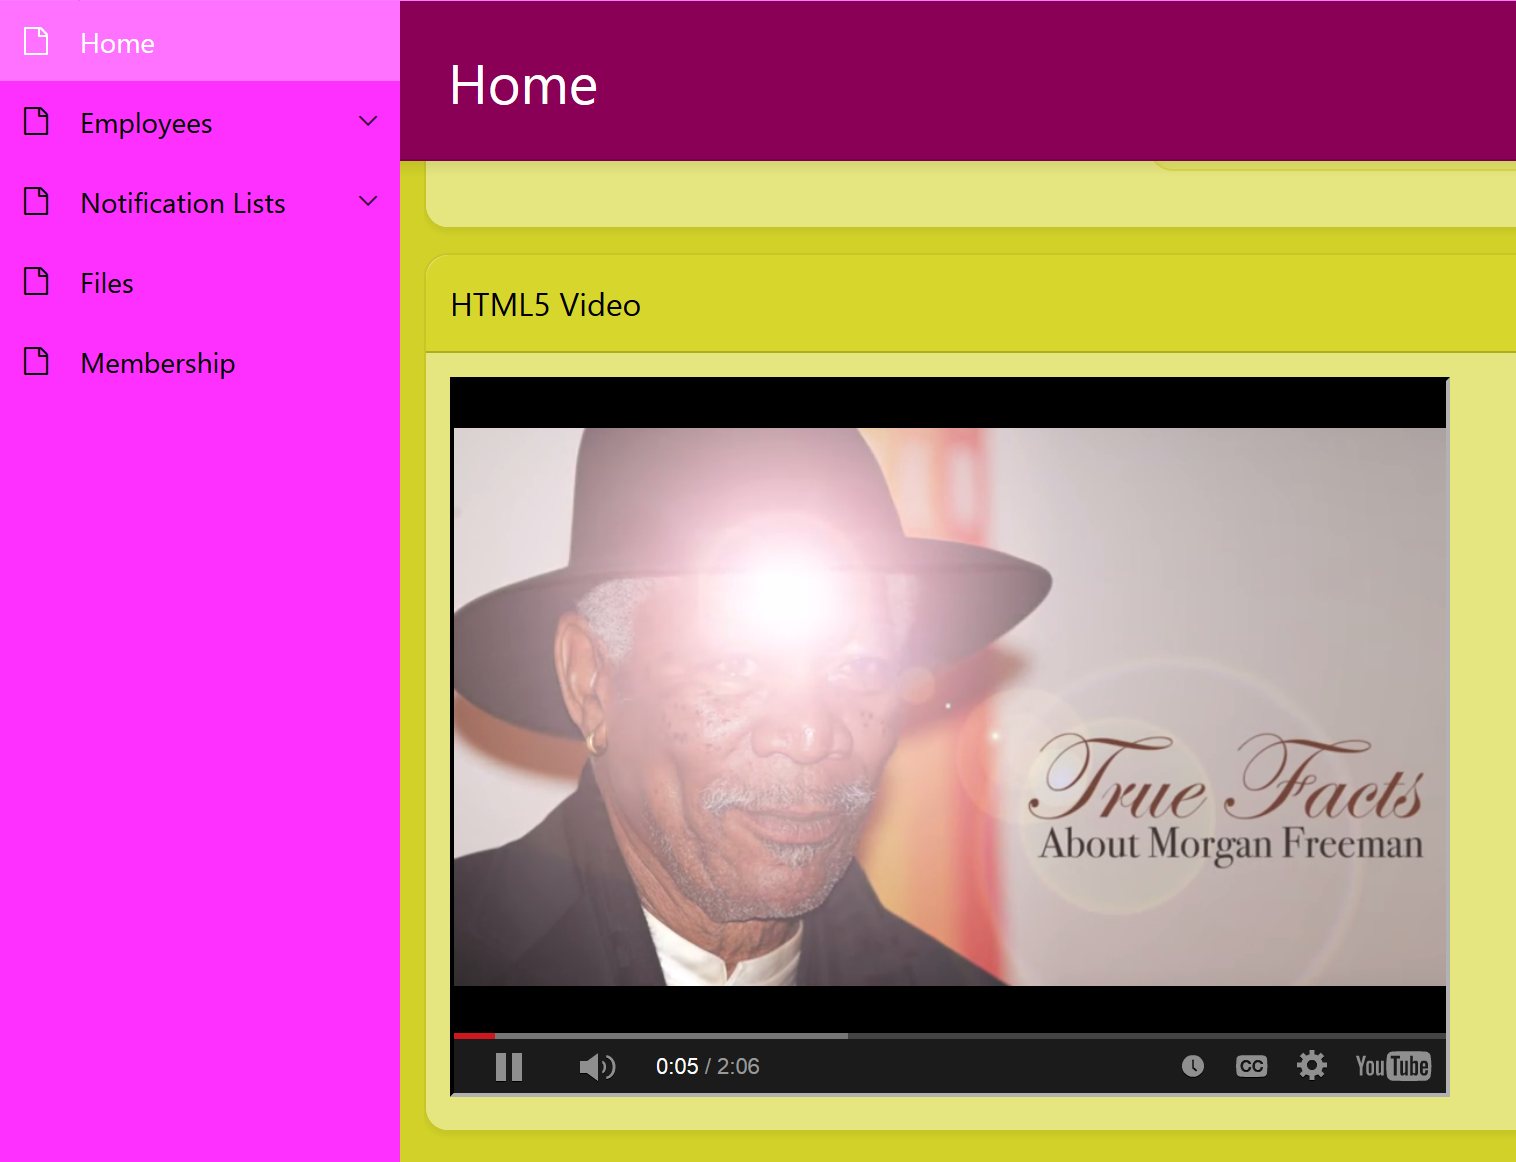 Home
Employees
Notification Lists
Files
Membership
Home
HTML5 Video
True Facts
About Morgan Freeman
0:05 / 2:06
CC
YouTube